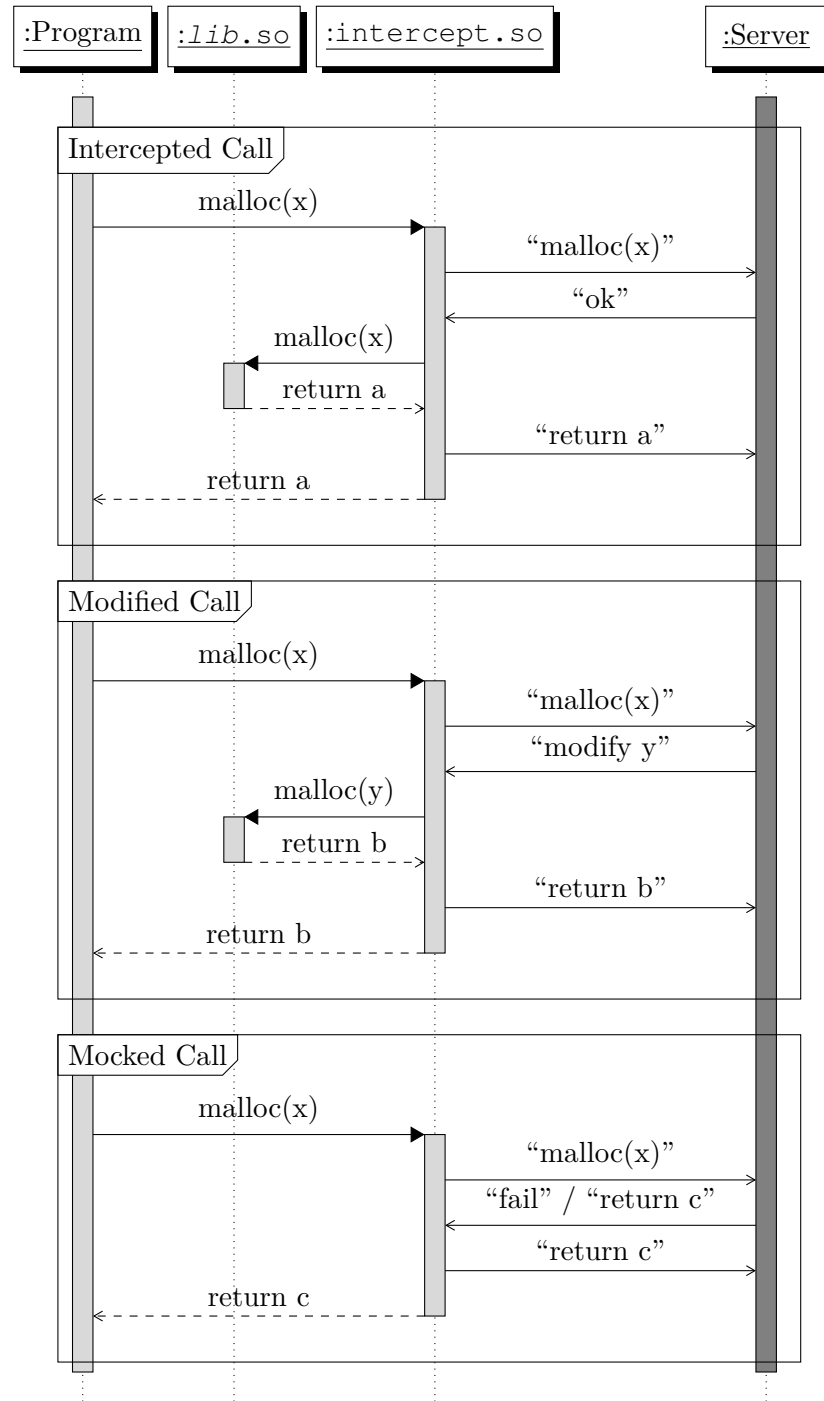 :Program :lib.so :intercept.so :Server
Intercepted Call
malloc(x)
“malloc(x)”
“ok”
malloc(x)
return a
“return a”
return a
Modified Call
malloc(x)
“malloc(x)”
“modify y”
malloc(y)
return b
“return b”
return b
Mocked Call
malloc(x)
“malloc(x)”
“fail” / “return c”
“return c”
return c